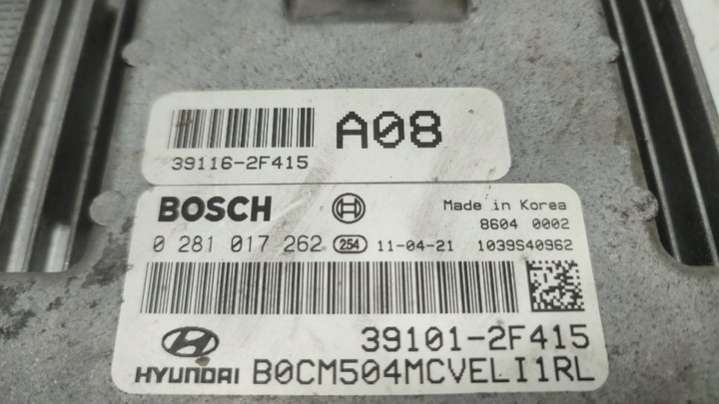 A08
39116-2F415
BOSCH
Made in Korea
8604 0002
0 281 017 262 254 11-04-21 1039S40962
39101-2F415
HYUNDAI B0CM504MCVELI1RL